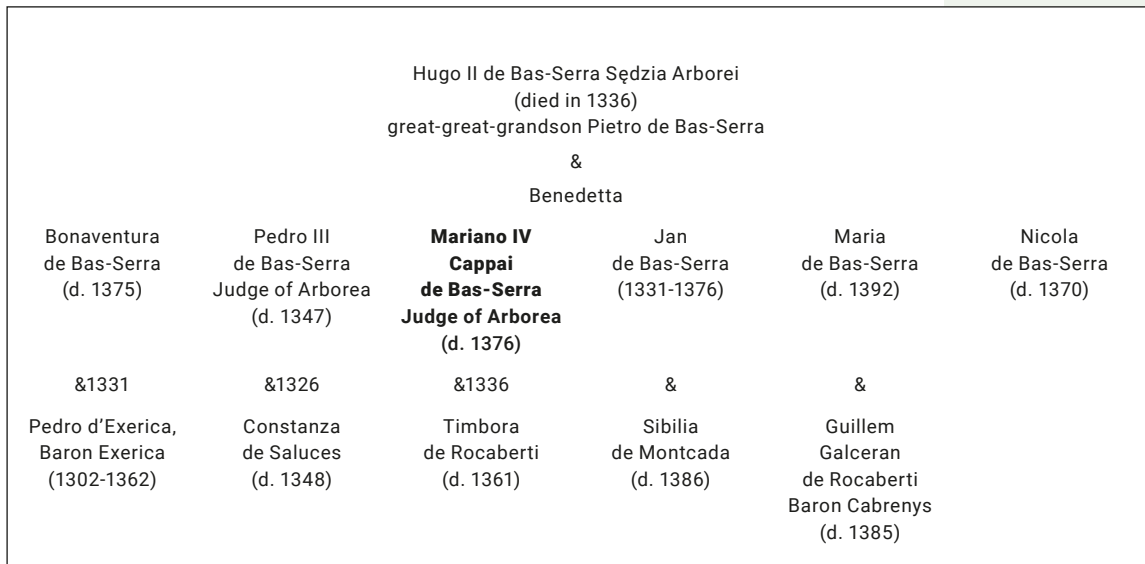 Hugo II de Bas-Serra Sędzia Arborei
(died in 1336)
great-great-grandson Pietro de Bas-Serra
&
Benedetta
Bonaventura
de Bas-Serra
(d. 1375)
Pedro III
de Bas-Serra
Judge of Arborea
(d. 1347)
Mariano IV
Cappai
de Bas-Serra
Judge of Arborea
(d. 1376)
Jan
de Bas-Serra
(1331-1376)
Maria
de Bas-Serra
(d. 1392)
Nicola
de Bas-Serra
(d. 1370)
&1331
&1326
&1336
&
&
Pedro d’Exerica,
Baron Exerica
(1302-1362)
Constanza
de Saluces
(d. 1348)
Timbora
de Rocaberti
(d. 1361)
Sibilia
de Montcada
(d. 1386)
Guillem
Galceran
de Rocaberti
Baron Cabrenys
(d. 1385)